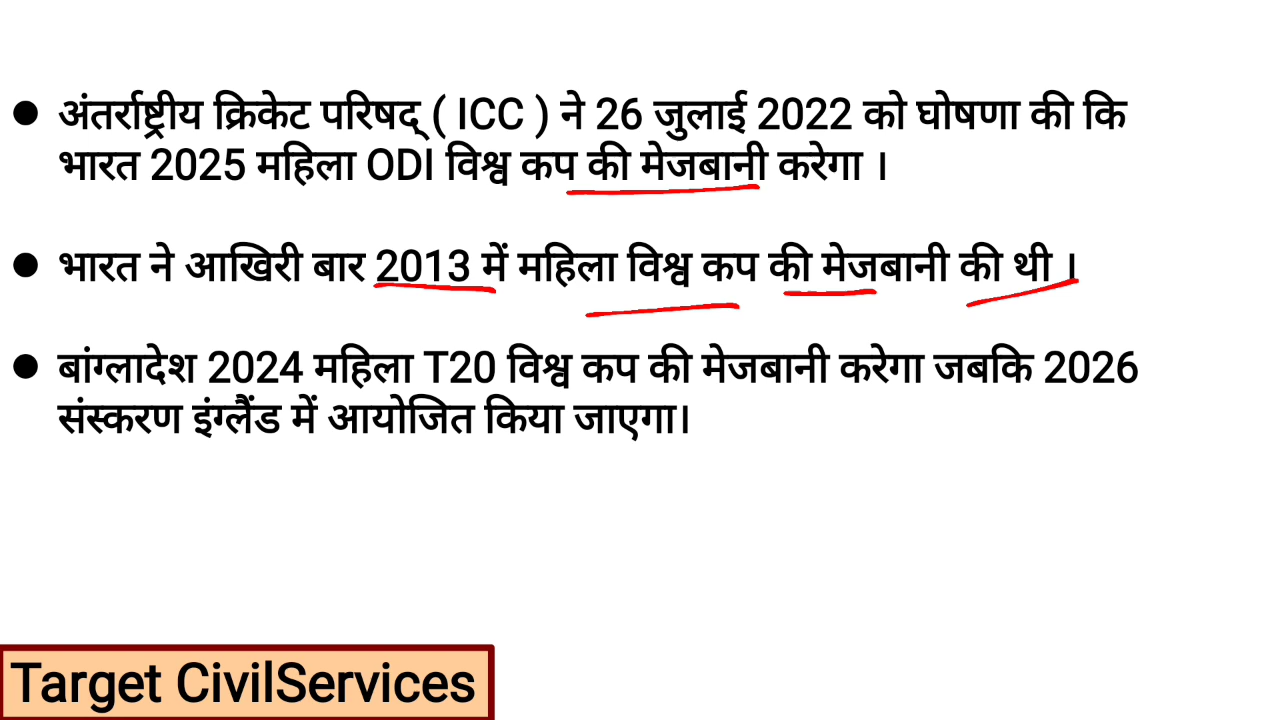 ● अंतर्राष्ट्रीय क्रिकेट परिषद् ( ICC ) ने 26 जुलाई 2022 को घोषणा की कि
भारत 2025 महिला ODI विश्व कप की मेजबानी करेगा ।
● भारत ने आखिरी बार 2013 में महिला विश्व कप की मेजबानी की थी ।
● बांग्लादेश 2024 महिला T20 विश्व कप की मेजबानी करेगा जबकि 2026
संस्करण इंग्लैंड में आयोजित किया जाएगा।
Target CivilServices